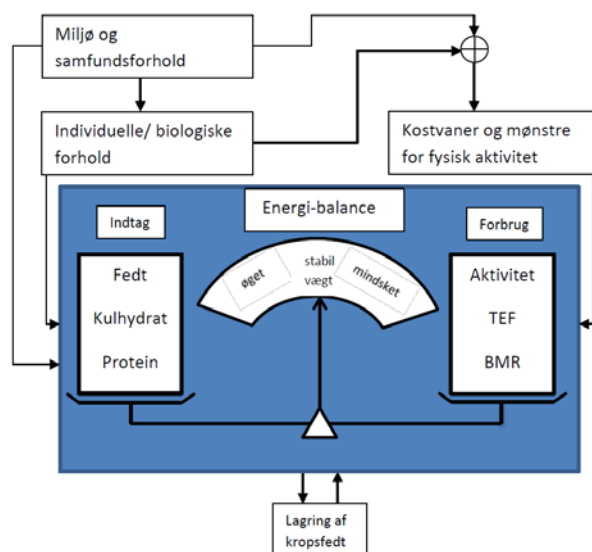 Miljø og
samfundsforhold
Individuelle/ biologiske
forhold
Kostvaner og mønstre
for fysisk aktivitet
Energi-balance
Indtag
Forbrug
Fedt
Kulhydrat
Protein
øget
stabil
vægt
mindsket
Aktivitet
TEF
BMR
Lagring af
kropsfedt